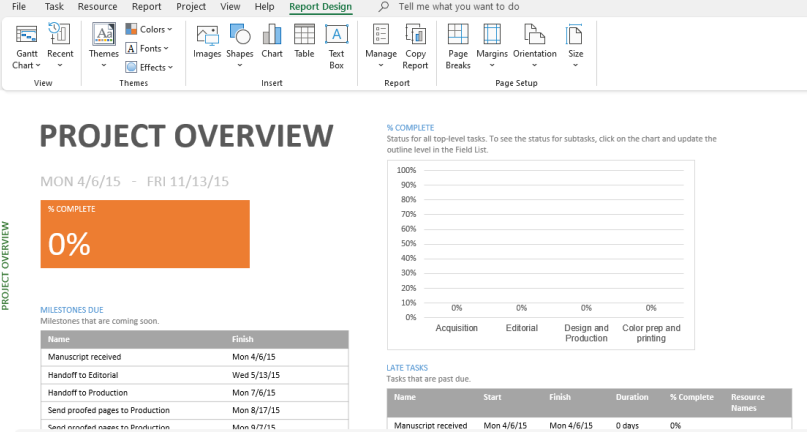 File Task Resource Report Project View Help Report Design Tell me what you want to do
Gantt Chart Recent Themes Colors Fonts Effects Images Shapes Chart Table Text Box Manage Copy Report Page Breaks Margins Orientation Size
View Themes Insert Report Page Setup
PROJECT OVERVIEW
PROJECT OVERVIEW
MON 4/6/15 - FRI 11/13/15
% COMPLETE
0%
MILESTONES DUE
Milestones that are coming soon.
Name Finish
Manuscript received Mon 4/6/15
Handoff to Editorial Wed 5/13/15
Handoff to Production Mon 7/6/15
Send proofed pages to Production Mon 8/17/15
Send proofed pages to Production Mon 9/7/15
% COMPLETE
Status for all top-level tasks. To see the status for subtasks, click on the chart and update the
outline level in the Field List.
100%
90%
80%
70%
60%
50%
40%
30%
20%
10%
0%
0% 0% 0% 0%
Acquisition Editorial Design and Production Color prep and printing
LATE TASKS
Tasks that are past due.
Name Start Finish Duration % Complete Resource Names
Manuscript received Mon 4/6/15 Mon 4/6/15 0 days 0%